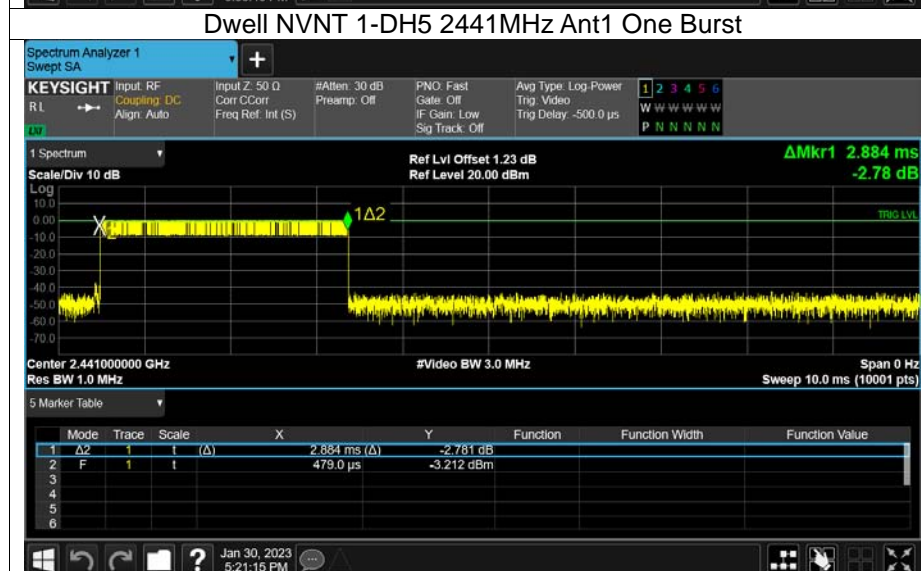 Dwell NVNT 1-DH5 2441MHz Ant1 One Burst
Spectrum Analyzer 1
Swept SA
+
KEYSIGHT Input: RF Input Z: 50 Ω #Atten: 30 dB PNO: Fast Avg Type: Log-Power 1 2 3 4 5 6
RL Coupling: DC Corr CCorr Preamp: Off Gate: Off Trig: Video W W W W W W
Align: Auto Freq Ref: Int (S) IF Gain: Low Trig Delay: -500.0 µs
LXI Sig Track: Off P N N N N N
1 Spectrum
Ref Lvl Offset 1.23 dB ΔMkr1 2.884 ms
Scale/Div 10 dB Ref Level 20.00 dBm -2.78 dB
Log
10.0
1Δ2
0.00 TRIG LVL
2
-10.0
-20.0
-30.0
-40.0
-50.0
-60.0
-70.0
Center 2.441000000 GHz #Video BW 3.0 MHz Span 0 Hz
Res BW 1.0 MHz Sweep 10.0 ms (10001 pts)
5 Marker Table
Mode Trace Scale X Y Function Function Width Function Value
1 Δ2 1 t (Δ) 2.884 ms (Δ) -2.781 dB
2 F 1 t 479.0 µs -3.212 dBm
3
4
5
6
? Jan 30, 2023
5:21:15 PM